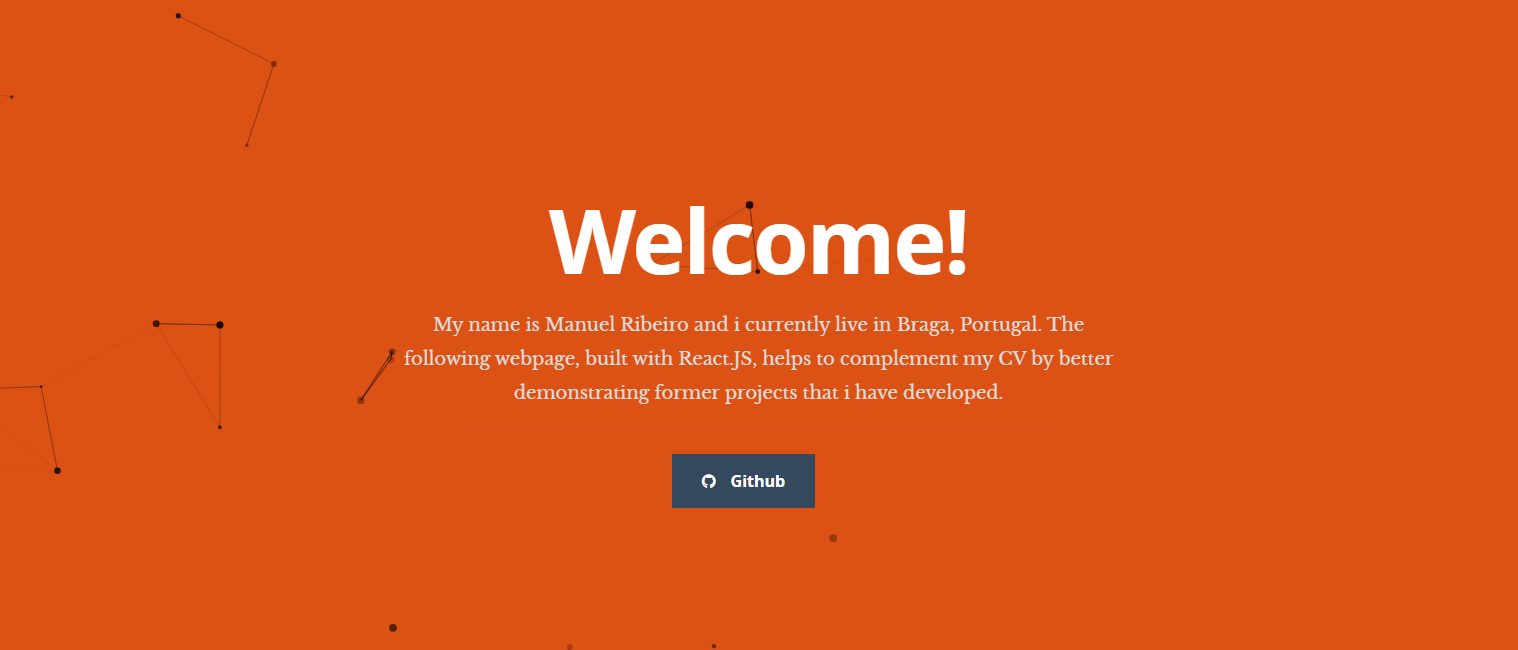 Welcome!
My name is Manuel Ribeiro and i currently live in Braga, Portugal. The
following webpage, built with React.JS, helps to complement my CV by better
demonstrating former projects that i have developed.
Github